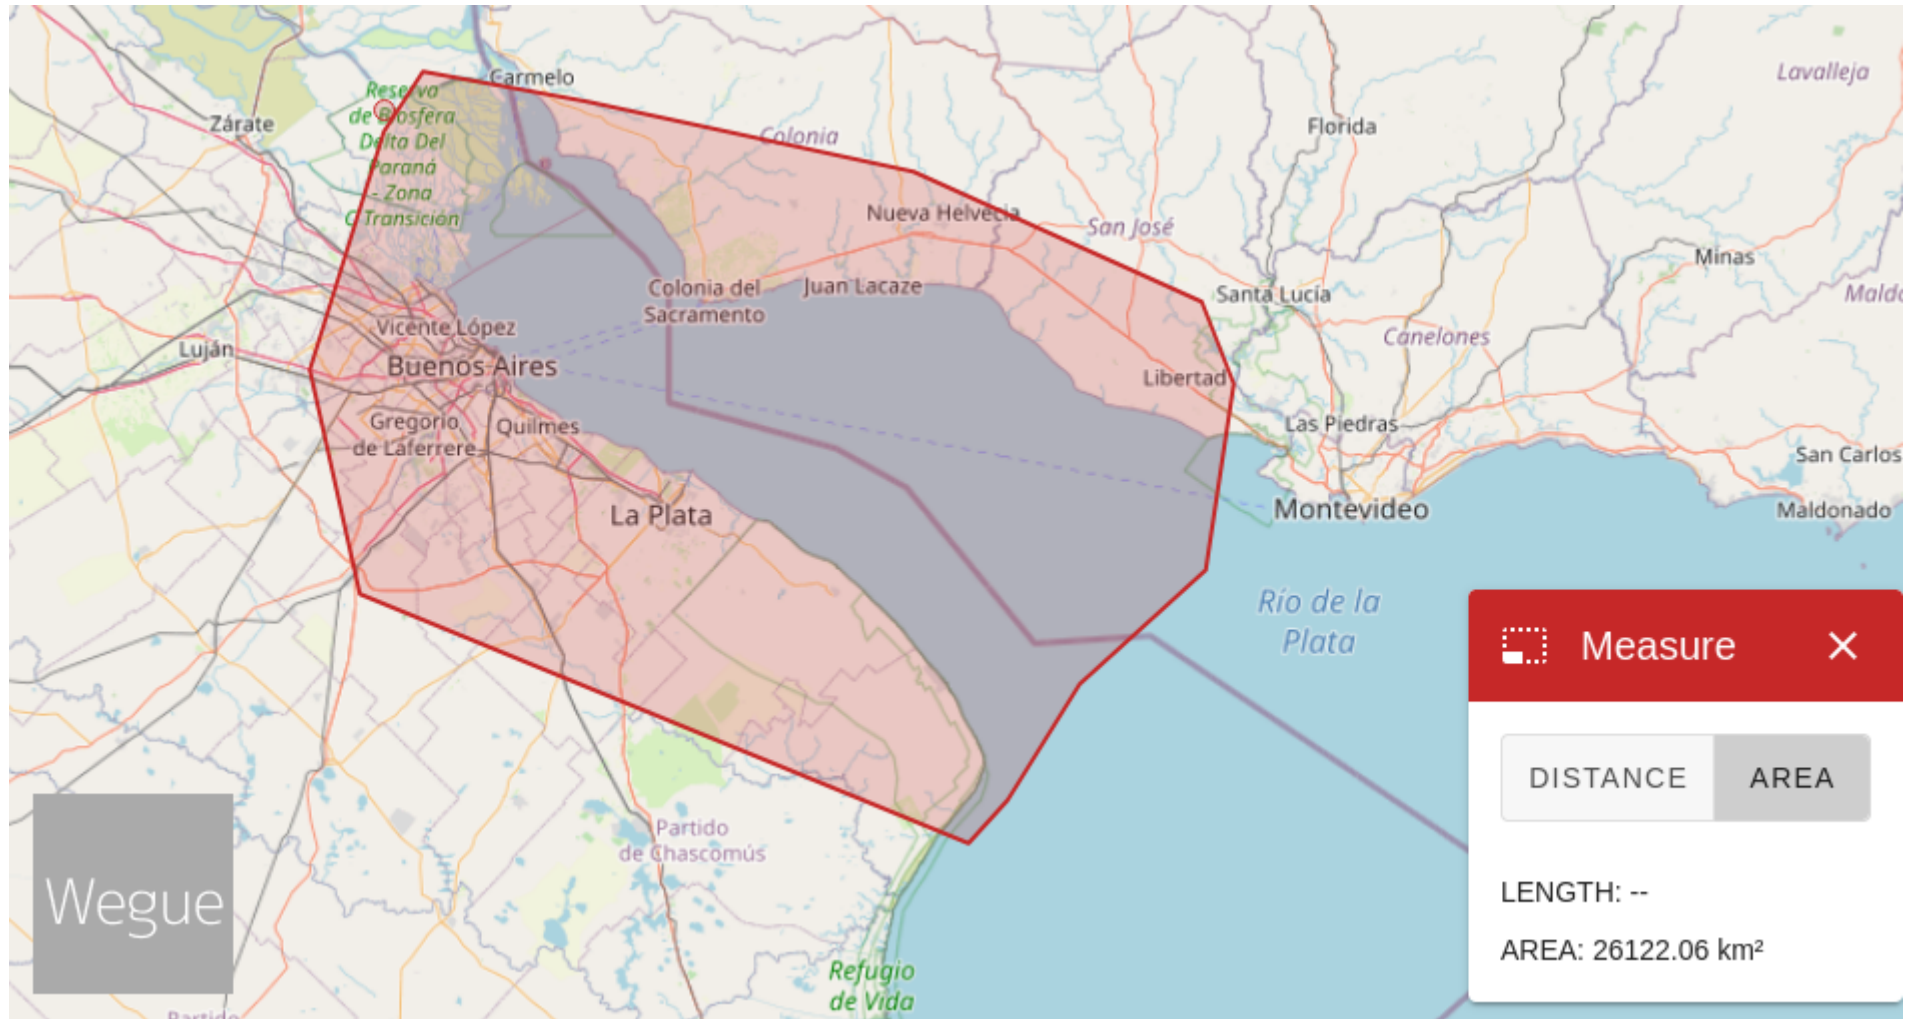 Carmelo
Lavalleja
Reserva
de Biosfera
Delta Del
Paraná
- Zona
C Transición
Zárate
Colonia
Florida
Nueva Helvecia
San José
Minas
Colonia del
Sacramento
Juan Lacaze
Santa Lucía
Vicente López
Canelones
Luján
Buenos Aires
Libertad
Gregorio
de Laferrere
Quilmes
Las Piedras
San Carlos
La Plata
Montevideo
Maldonado
Río de la
Plata
Measure
DISTANCE
AREA
Partido
de Chascomús
LENGTH: --
Wegue
AREA: 26122.06 km²
Refugio
de Vida
Partido